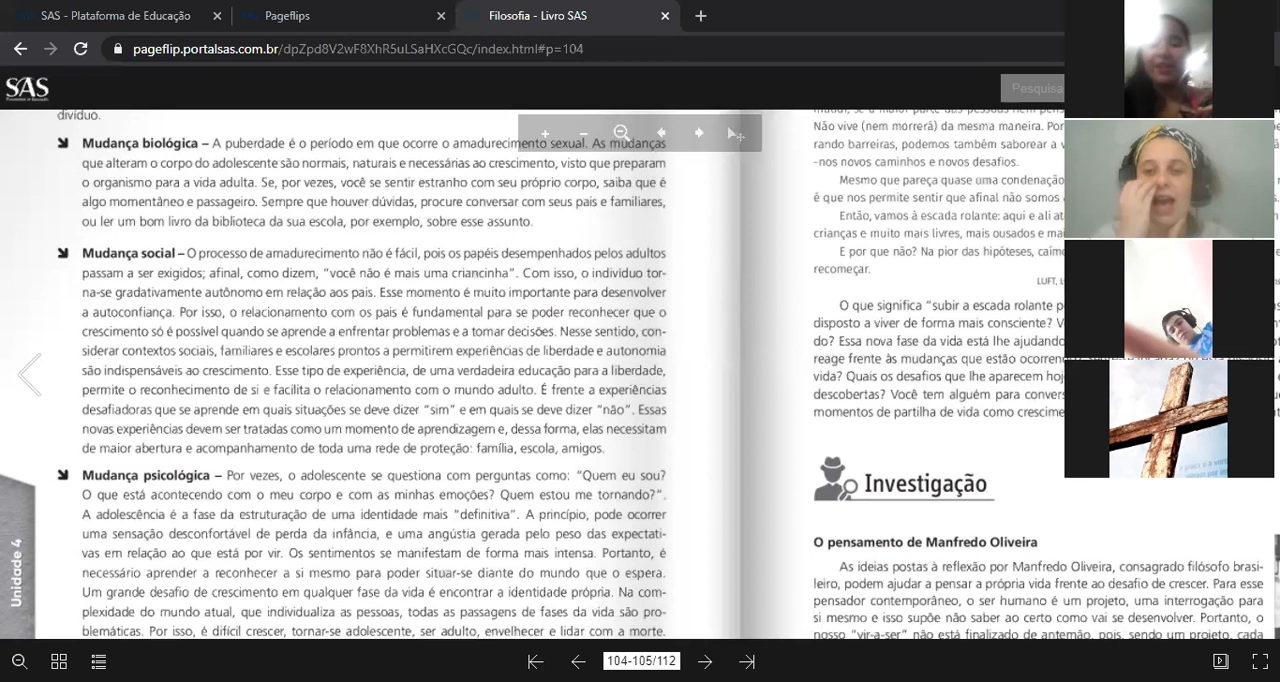 SAS - Plataforma de Educação
Pageflips
Filosofia - Livro SAS
pageflip.portalsas.com.br/dpZpd8V2wF8XhR5uLSaHXcGQc/index.html#p=104
SAS
Pesquisa
divíduo.
Mudança biológica – A puberdade é o período em que ocorre o amadurecimento sexual. As mudanças
que alteram o corpo do adolescente são normais, naturais e necessárias ao crescimento, visto que preparam
o organismo para a vida adulta. Se, por vezes, você se sentir estranho com seu próprio corpo, saiba que é
algo momentâneo e passageiro. Sempre que houver dúvidas, procure conversar com seus pais e familiares,
ou ler um bom livro da biblioteca da sua escola, por exemplo, sobre esse assunto.
Mudança social – O processo de amadurecimento não é fácil, pois os papéis desempenhados pelos adultos
passam a ser exigidos; afinal, como dizem, "você não é mais uma criancinha". Com isso, o indivíduo tor-
na-se gradativamente autônomo em relação aos pais. Esse momento é muito importante para desenvolver
a autoconfiança. Por isso, o relacionamento com os pais é fundamental para se poder reconhecer que o
crescimento só é possível quando se aprende a enfrentar problemas e a tomar decisões. Nesse sentido, con-
siderar contextos sociais, familiares e escolares prontos a permitirem experiências de liberdade e autonomia
são indispensáveis ao crescimento. Esse tipo de experiência, de uma verdadeira educação para a liberdade,
permite o reconhecimento de si e facilita o relacionamento com o mundo adulto. É frente a experiências
desafiadoras que se aprende em quais situações se deve dizer "sim" e em quais se deve dizer "não". Essas
novas experiências devem ser tratadas como um momento de aprendizagem e, dessa forma, elas necessitam
de maior abertura e acompanhamento de toda uma rede de proteção: família, escola, amigos.
Mudança psicológica – Por vezes, o adolescente se questiona com perguntas como: "Quem eu sou?
O que está acontecendo com o meu corpo e com as minhas emoções? Quem estou me tornando?".
A adolescência é a fase da estruturação de uma identidade mais "definitiva". A princípio, pode ocorrer
uma sensação desconfortável de perda da infância, e uma angústia gerada pelo peso das expectati-
vas em relação ao que está por vir. Os sentimentos se manifestam de forma mais intensa. Portanto, é
necessário aprender a reconhecer a si mesmo para poder situar-se diante do mundo que o espera.
Um grande desafio de crescimento em qualquer fase da vida é encontrar a identidade própria. Na com-
plexidade do mundo atual, que individualiza as pessoas, todas as passagens de fases da vida são pro-
blemáticas. Por isso, é difícil crescer, tornar-se adolescente, ser adulto, envelhecer e lidar com a morte.
Unidade 4
se a maior parte das pessoas nem
Não vive (nem morrerá) da mesma maneira. Por
rando barreiras, podemos também saborear a
-nos novos caminhos e novos desafios.
Mesmo que pareça quase uma condenação
é que nos permite sentir que afinal não somos
Então, vamos à escada rolante: aqui e ali
crianças e muito mais livres, mais ousados e
E por que não? Na pior das hipóteses,
recomeçar.
LUFT,
O que significa "subir a escada rolante
disposto a viver de forma mais consciente?
do? Essa nova fase da vida está lhe ajudando
reage frente às mudanças que estão
vida? Quais os desafios que lhe aparecem
descobertas? Você tem alguém para
momentos de partilha de vida como
Investigação
O pensamento de Manfredo Oliveira
As ideias postas à reflexão por Manfredo Oliveira, consagrado filósofo brasi-
leiro, podem ajudar a pensar a própria vida frente ao desafio de crescer. Para esse
pensador contemporâneo, o ser humano é um projeto, uma interrogação para
si mesmo e isso supõe não saber ao certo como vai se desenvolver. Portanto, o
nosso "vir-a-ser" não está finalizado de antemão, pois, sendo um projeto, cada
104-105/112